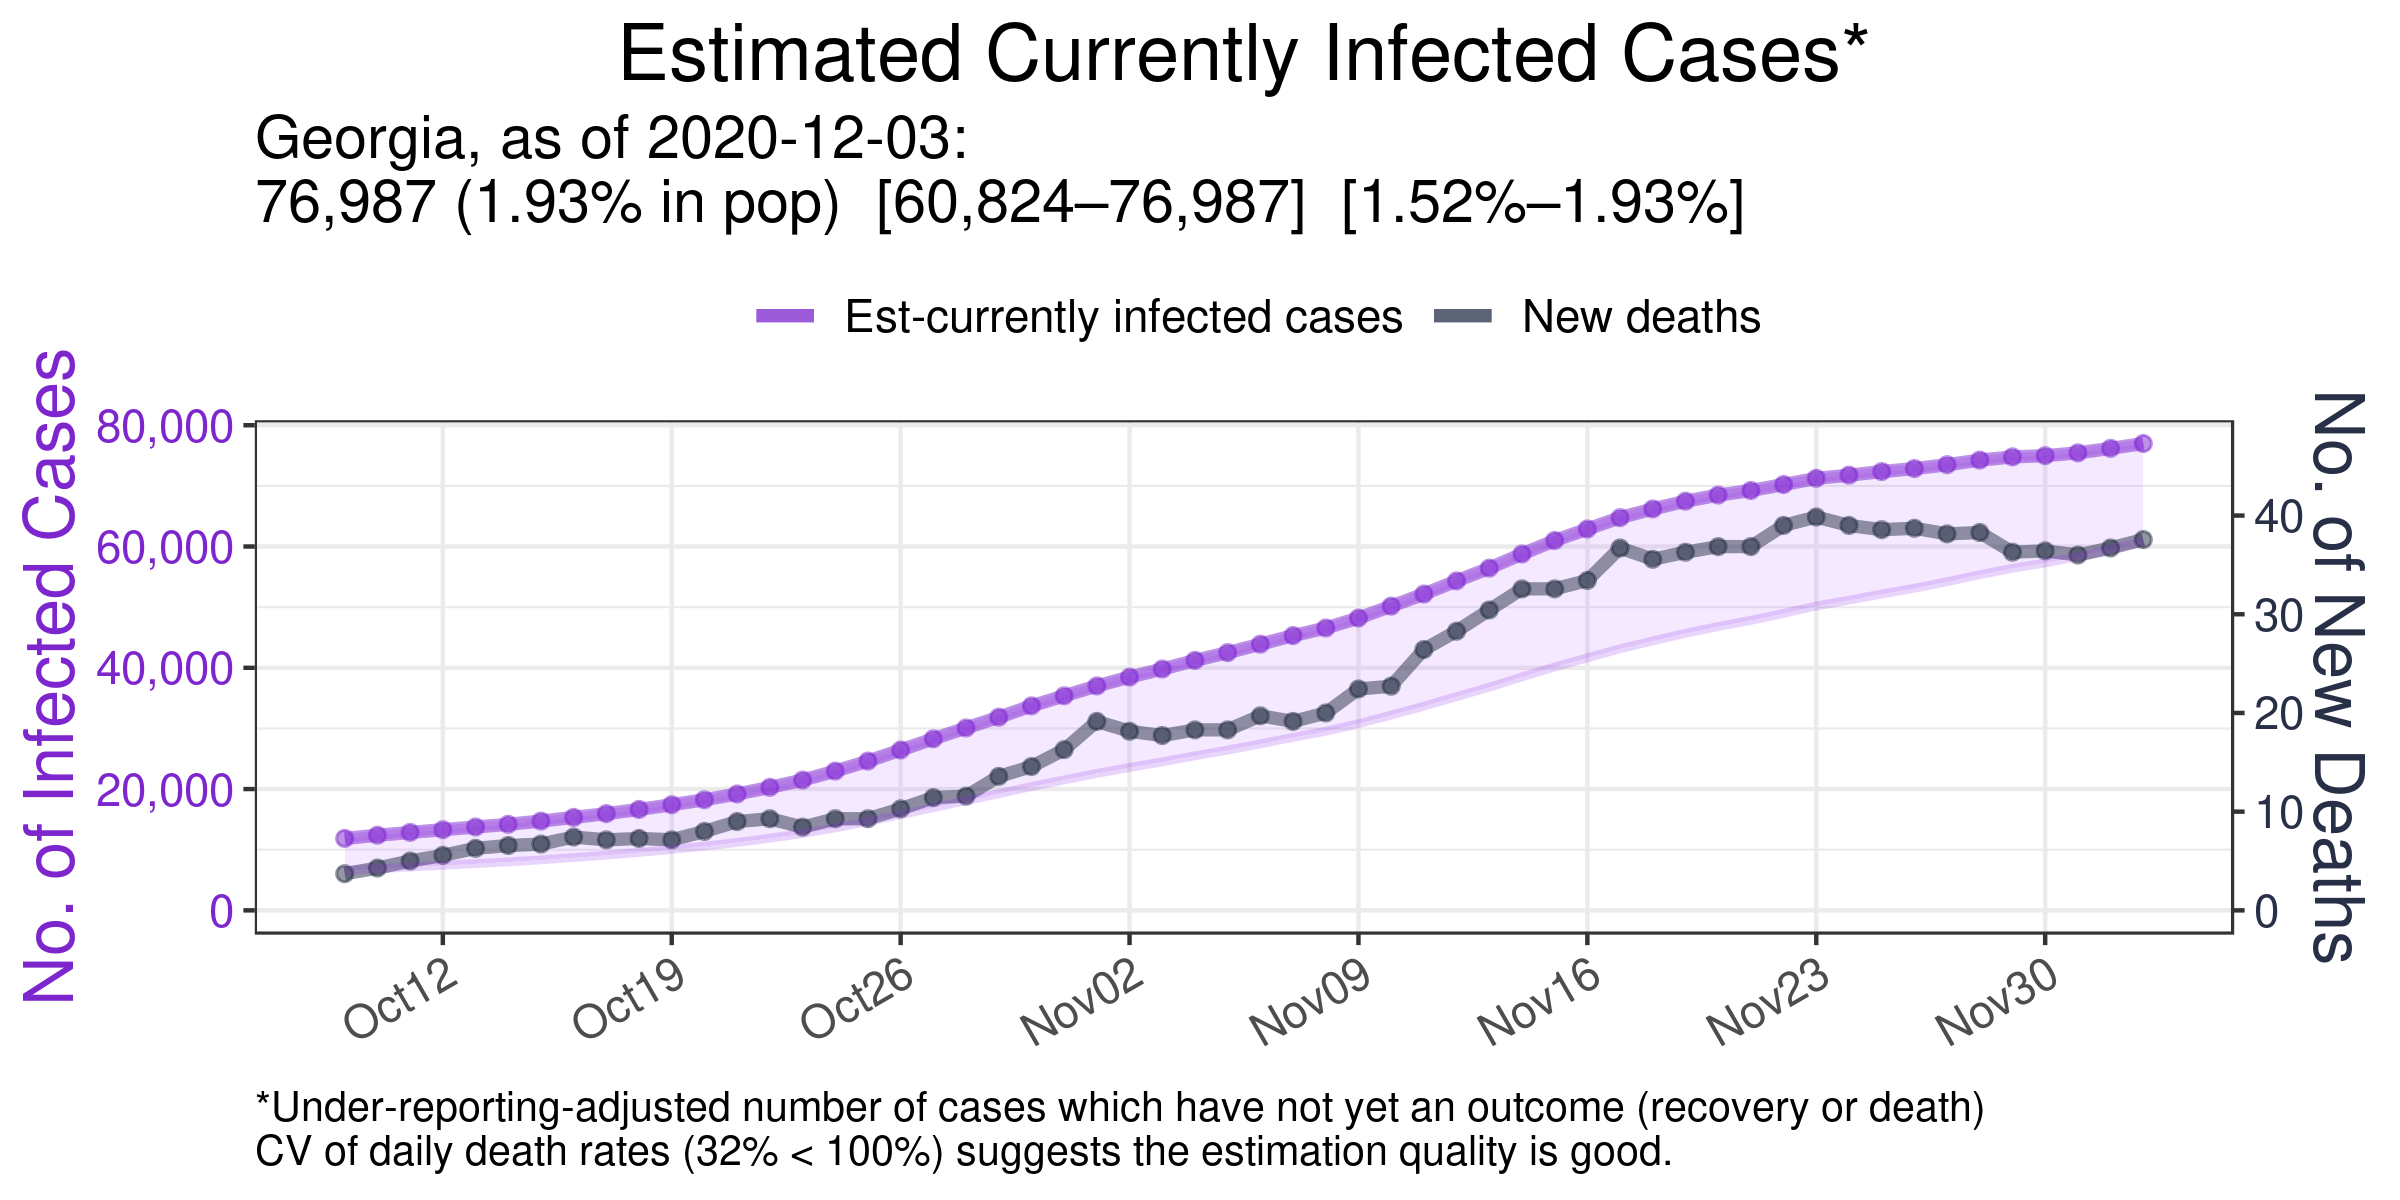 Estimated Currently Infected Cases*
Georgia, as of 2020-12-03:
76,987 (1.93% in pop)  [60,824–76,987]  [1.52%–1.93%]
Est-currently infected cases
New deaths
No. of Infected Cases
80,000
60,000
40,000
20,000
0
No. of New Deaths
40
30
20
10
0
Oct12
Oct19
Oct26
Nov02
Nov09
Nov16
Nov23
Nov30
*Under-reporting-adjusted number of cases which have not yet an outcome (recovery or death)
CV of daily death rates (32% < 100%) suggests the estimation quality is good.